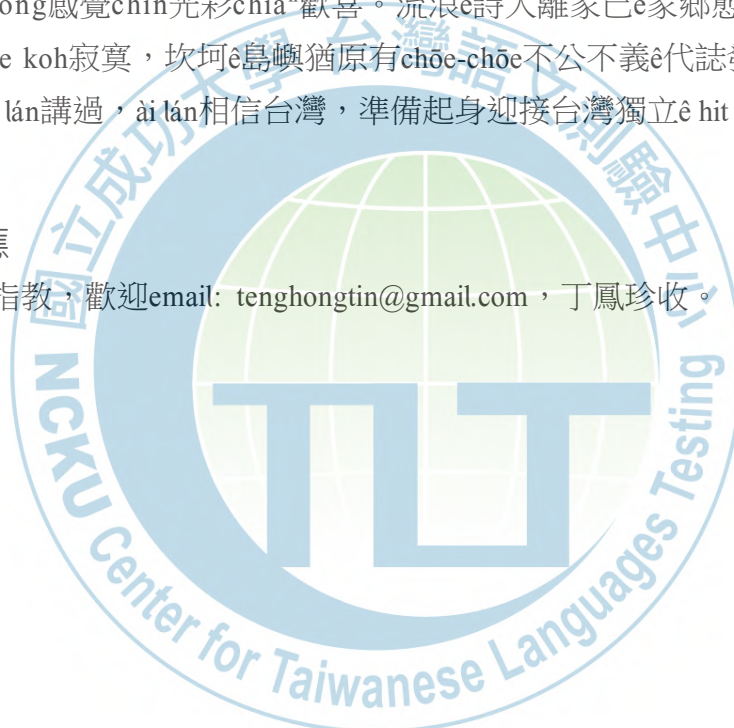 ong感覺chin光彩chiaⁿ歡喜。流浪ê詩人離家已ê家鄉愈
e koh寂寞，坎坷ê島嶼猶原有chōe-chōe不公不義ê代誌
lán講過，ài lán相信台灣，準備起身迎接台灣獨立ê hit
應
指教，歡迎email: tenghongtin@gmail.com，丁鳳珍收。
國立成功大學 台灣語文測驗中心
TLT
NCKU Center for Taiwanese Languages Testing